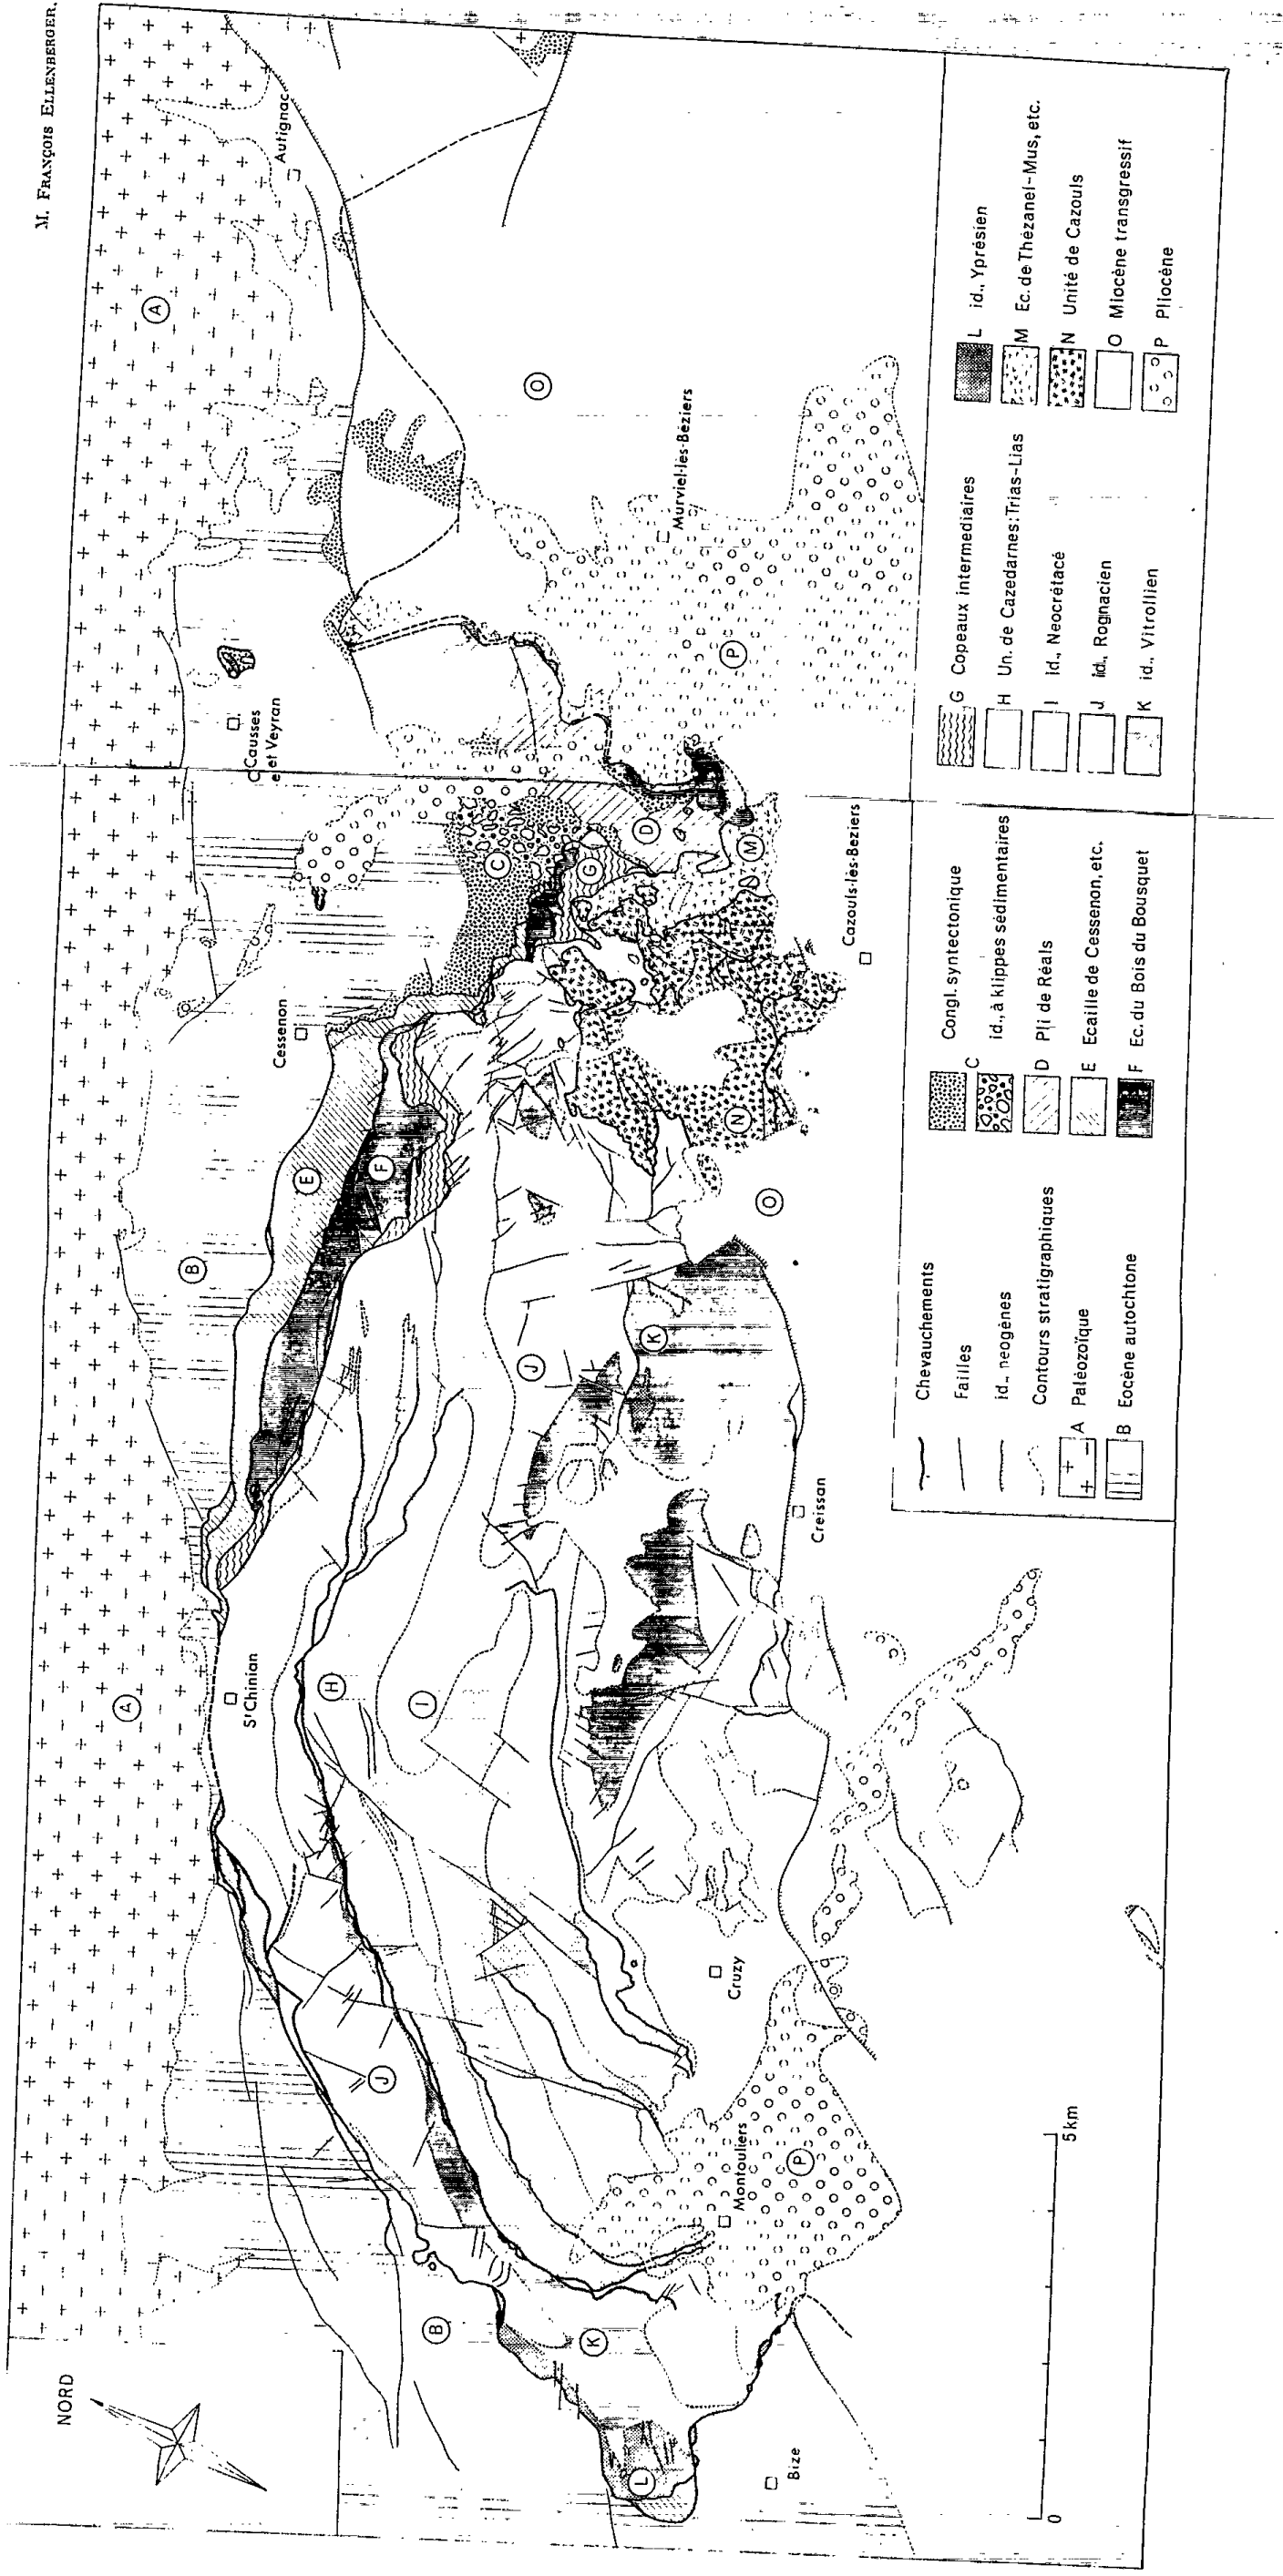 M. FRANÇOIS ELLENBERGER.
NORD
A
A
Autignac
Causses
et Veyran
B
Cessenon
E
F
C
G
D
M
O
Murviel-lès-Béziers
P
Cazouls-lès-Béziers
N
O
St Chinian
H
I
J
K
Creissan
J
Cruzy
Montouliers
P
B
K
L
Bize
0
5 km
Chevauchements
Failles
id., neogènes
Contours stratigraphiques
A Paléozoïque
B Eocène autochtone
Congl. syntectonique
C
id., à klippes sédimentaires
D Pli de Réals
E Ecaille de Cessenon, etc.
F Ec. du Bois du Bousquet
G Copeaux intermediaires
H Un. de Cazedarnes: Trias-Lias
I id., Neocrétacé
J id., Rognacien
K id., Vitrollien
L id., Yprésien
M Ec. de Thézanel-Mus, etc.
N Unité de Cazouls
O Miocène transgressif
P Pliocène